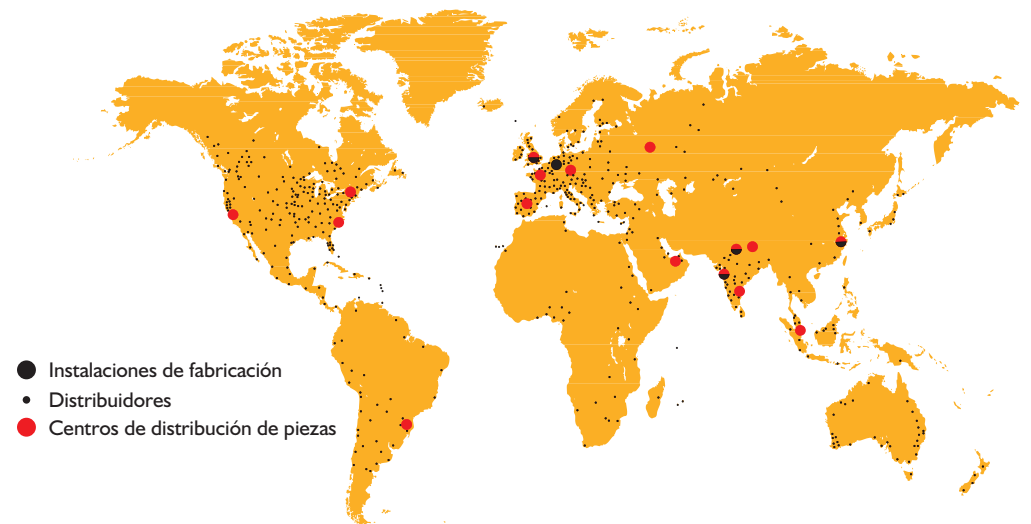 Instalaciones de fabricación
Distribuidores
Centros de distribución de piezas